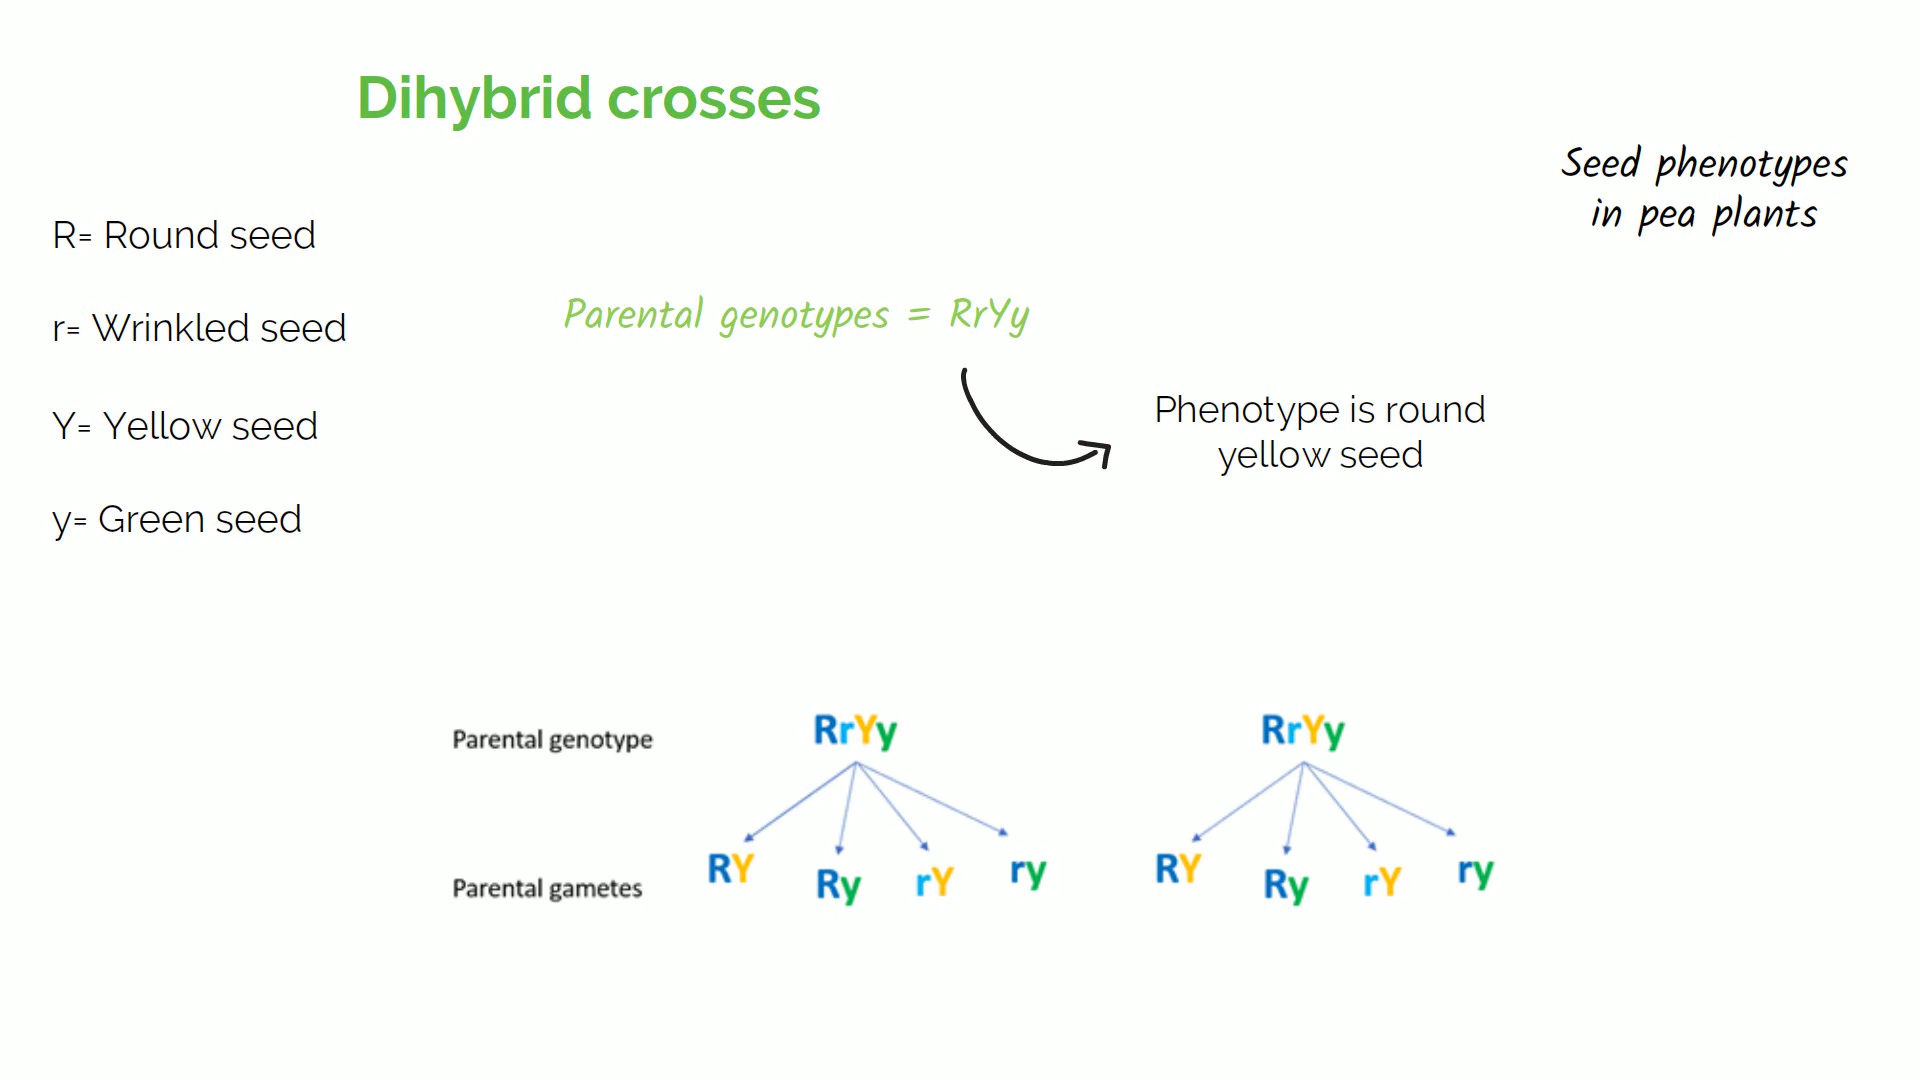 Dihybrid crosses
Seed phenotypes
in pea plants
R= Round seed
r= Wrinkled seed
Y= Yellow seed
y= Green seed
Parental genotypes = RrYy
Phenotype is round
yellow seed
Parental genotype RrYy RrYy
Parental gametes RY Ry rY ry RY Ry rY ry